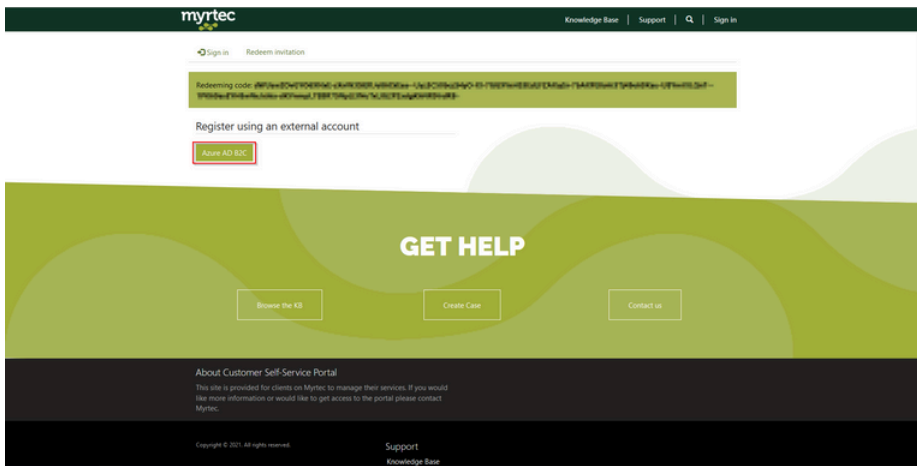 myrtec
Knowledge Base | Support | Sign in
Sign in Redeem invitation
Redeeming code:
Register using an external account
Azure AD B2C
GET HELP
Browse the KB Create Case Contact us
About Customer Self-Service Portal
This site is provided for clients on Myrtec to manage their services. If you would
like more information or would like to get access to the portal please contact
Myrtec.
Copyright © 2021. All rights reserved. Support
Knowledge Base